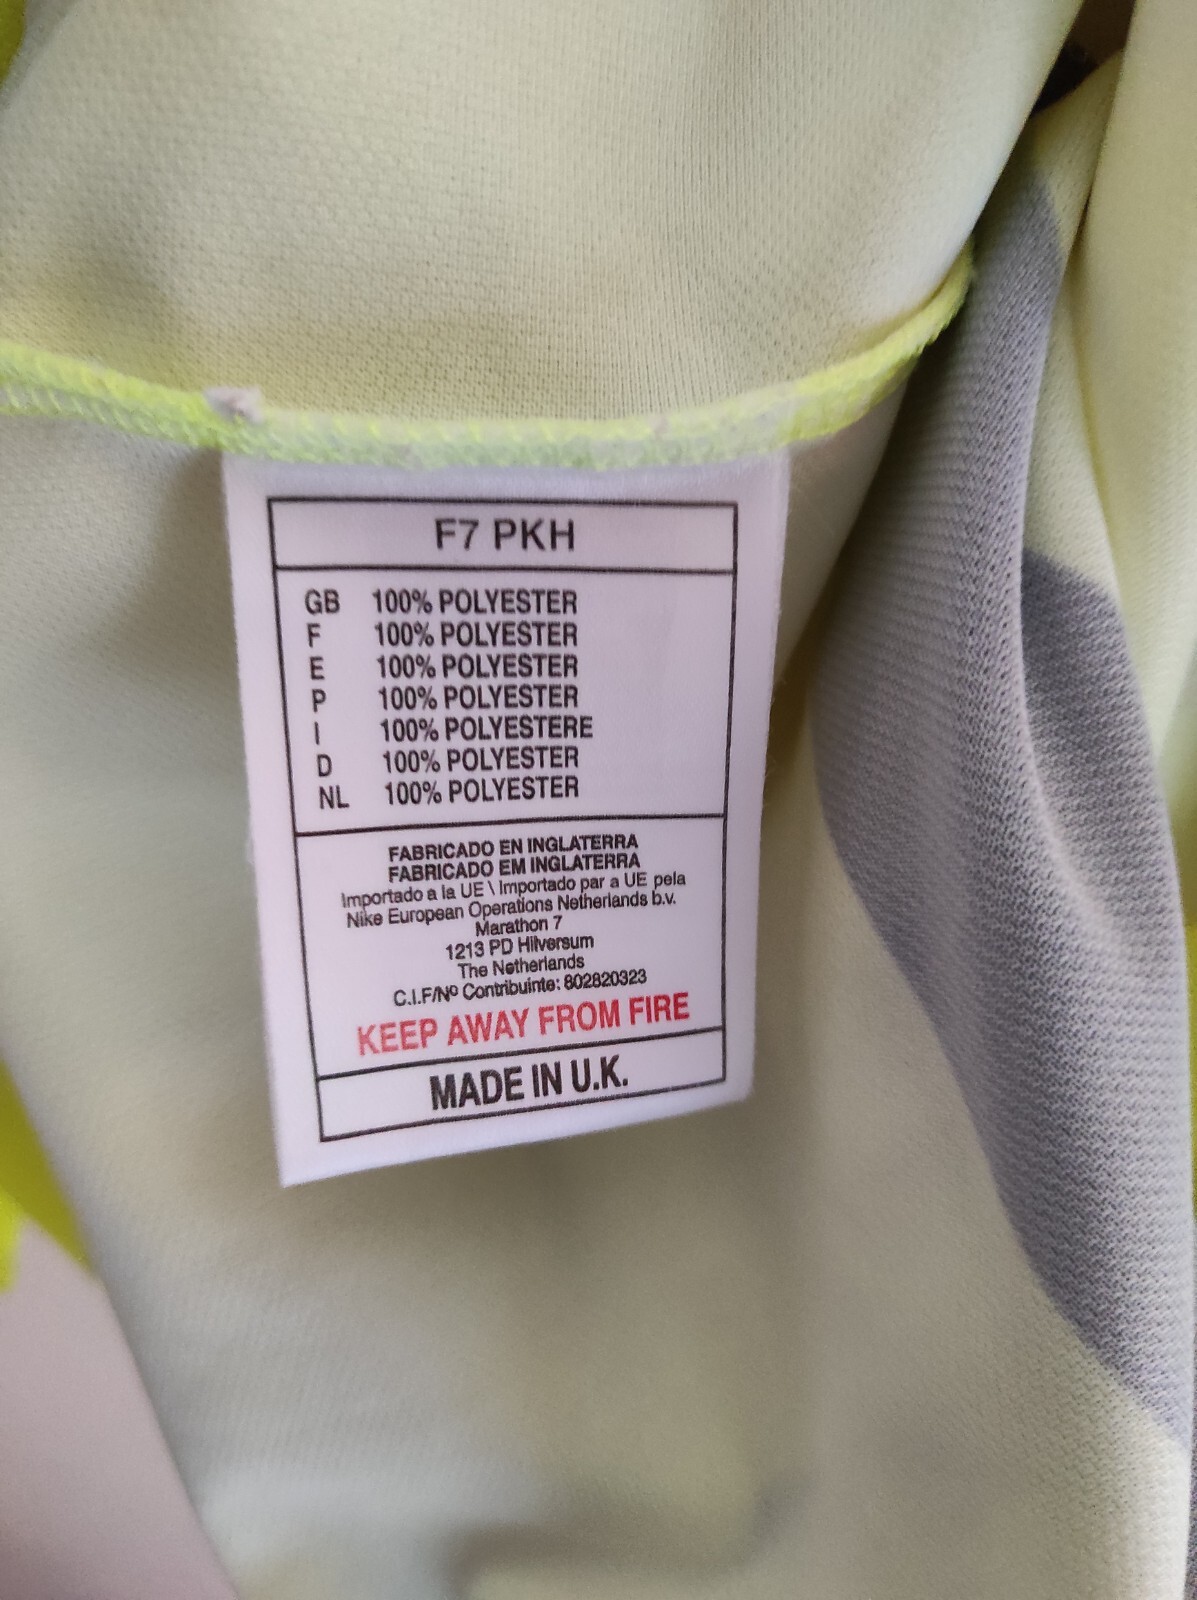 F7 PKH
GB 100% POLYESTER
F 100% POLYESTER
E 100% POLYESTER
P 100% POLYESTER
I 100% POLYESTERE
D 100% POLYESTER
NL 100% POLYESTER
FABRICADO EN INGLATERRA
FABRICADO EM INGLATERRA
Importado a la UE \ Importado par a UE pela
Nike European Operations Netherlands b.v.
Marathon 7
1213 PD Hilversum
The Netherlands
C.I.F/Nº Contribuinte: 802820323
KEEP AWAY FROM FIRE
MADE IN U.K.